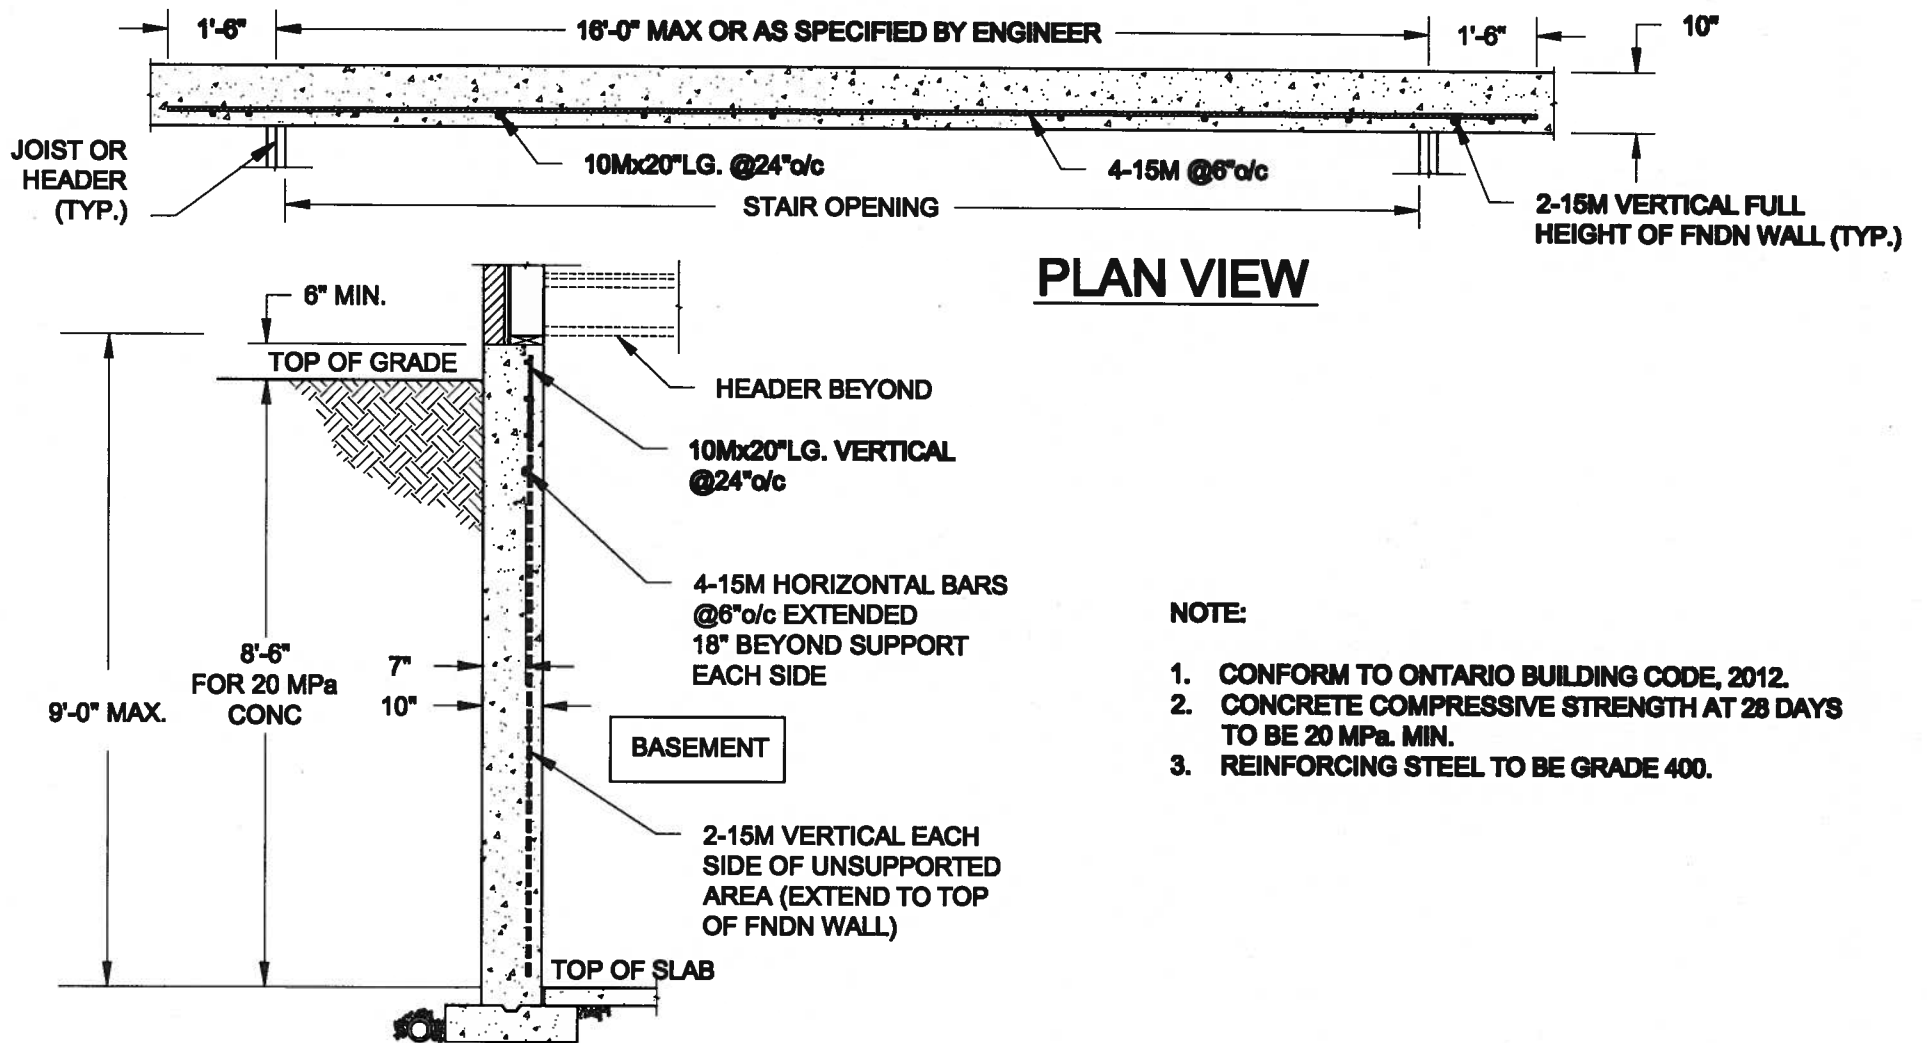 1'-6"
16'-0" MAX OR AS SPECIFIED BY ENGINEER
1'-6"
10"
JOIST OR
HEADER
(TYP.)
10Mx20"LG. @24"o/c
4-15M @6"o/c
STAIR OPENING
2-15M VERTICAL FULL
HEIGHT OF FNDN WALL (TYP.)
PLAN VIEW
6" MIN.
TOP OF GRADE
HEADER BEYOND
10Mx20"LG. VERTICAL
@24"o/c
4-15M HORIZONTAL BARS
@6"o/c EXTENDED
18" BEYOND SUPPORT
EACH SIDE
8'-6"
FOR 20 MPa
CONC
9'-0" MAX.
7"
10"
BASEMENT
2-15M VERTICAL EACH
SIDE OF UNSUPPORTED
AREA (EXTEND TO TOP
OF FNDN WALL)
TOP OF SLAB
NOTE:
1. CONFORM TO ONTARIO BUILDING CODE, 2012.
2. CONCRETE COMPRESSIVE STRENGTH AT 28 DAYS
TO BE 20 MPa. MIN.
3. REINFORCING STEEL TO BE GRADE 400.